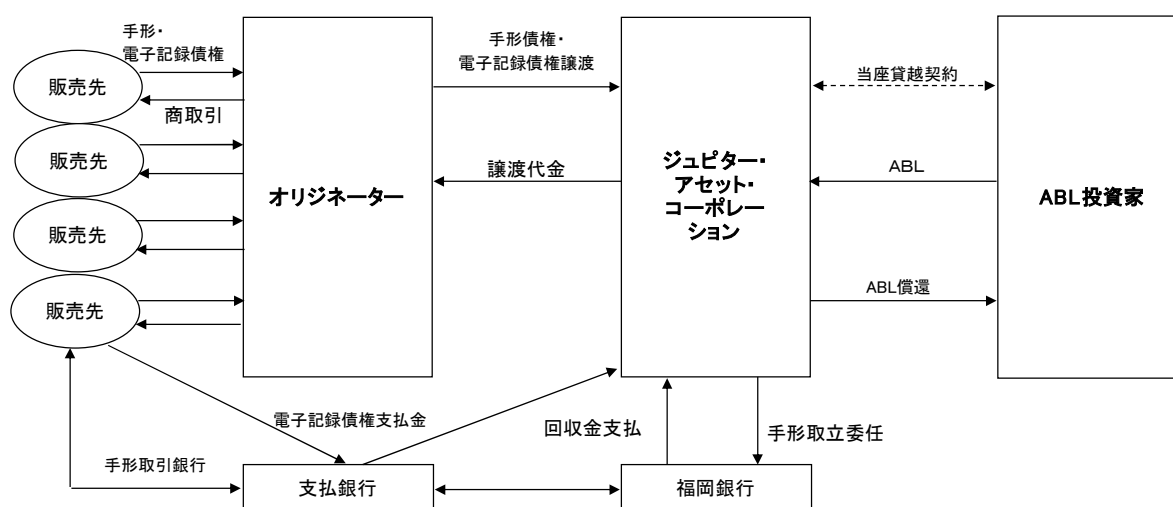 手形・
電子記録債権
販売先
商取引
販売先
販売先
販売先
オリジネーター
手形債権・
電子記録債権譲渡
譲渡代金
ジュピター・
アセット・
コーポレー
ション
当座貸越契約
ABL
ABL償還
ABL投資家
電子記録債権支払金
回収金支払
手形取立委任
手形取引銀行
支払銀行
福岡銀行